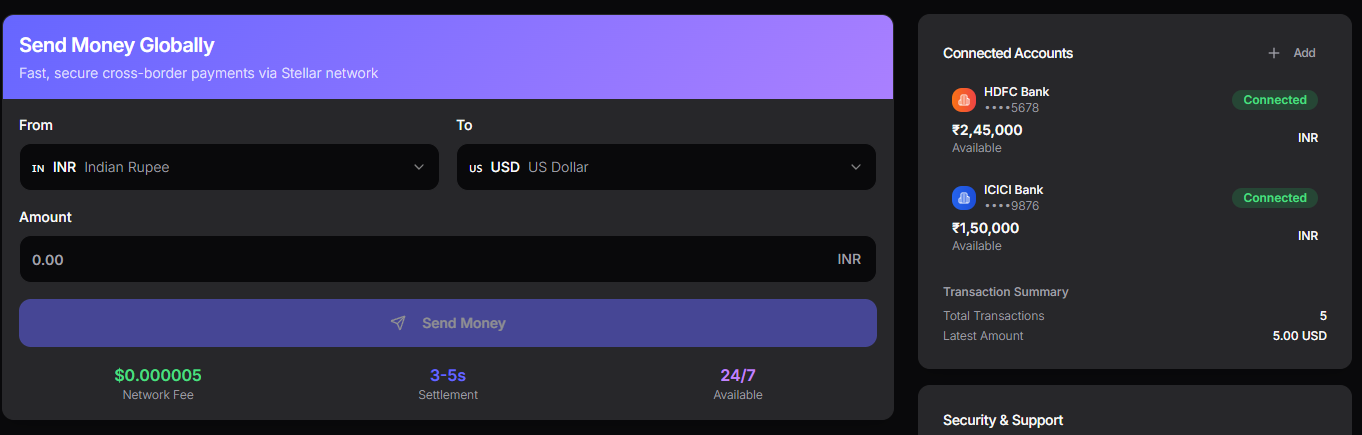 Send Money Globally
Fast, secure cross-border payments via Stellar network
From
IN INR Indian Rupee
To
US USD US Dollar
Amount
0.00 INR
Send Money
$0.000005
Network Fee
3-5s
Settlement
24/7
Available
Connected Accounts
+ Add
HDFC Bank
••••5678
Connected
₹2,45,000
Available
INR
ICICI Bank
••••9876
Connected
₹1,50,000
Available
INR
Transaction Summary
Total Transactions 5
Latest Amount 5.00 USD
Security & Support